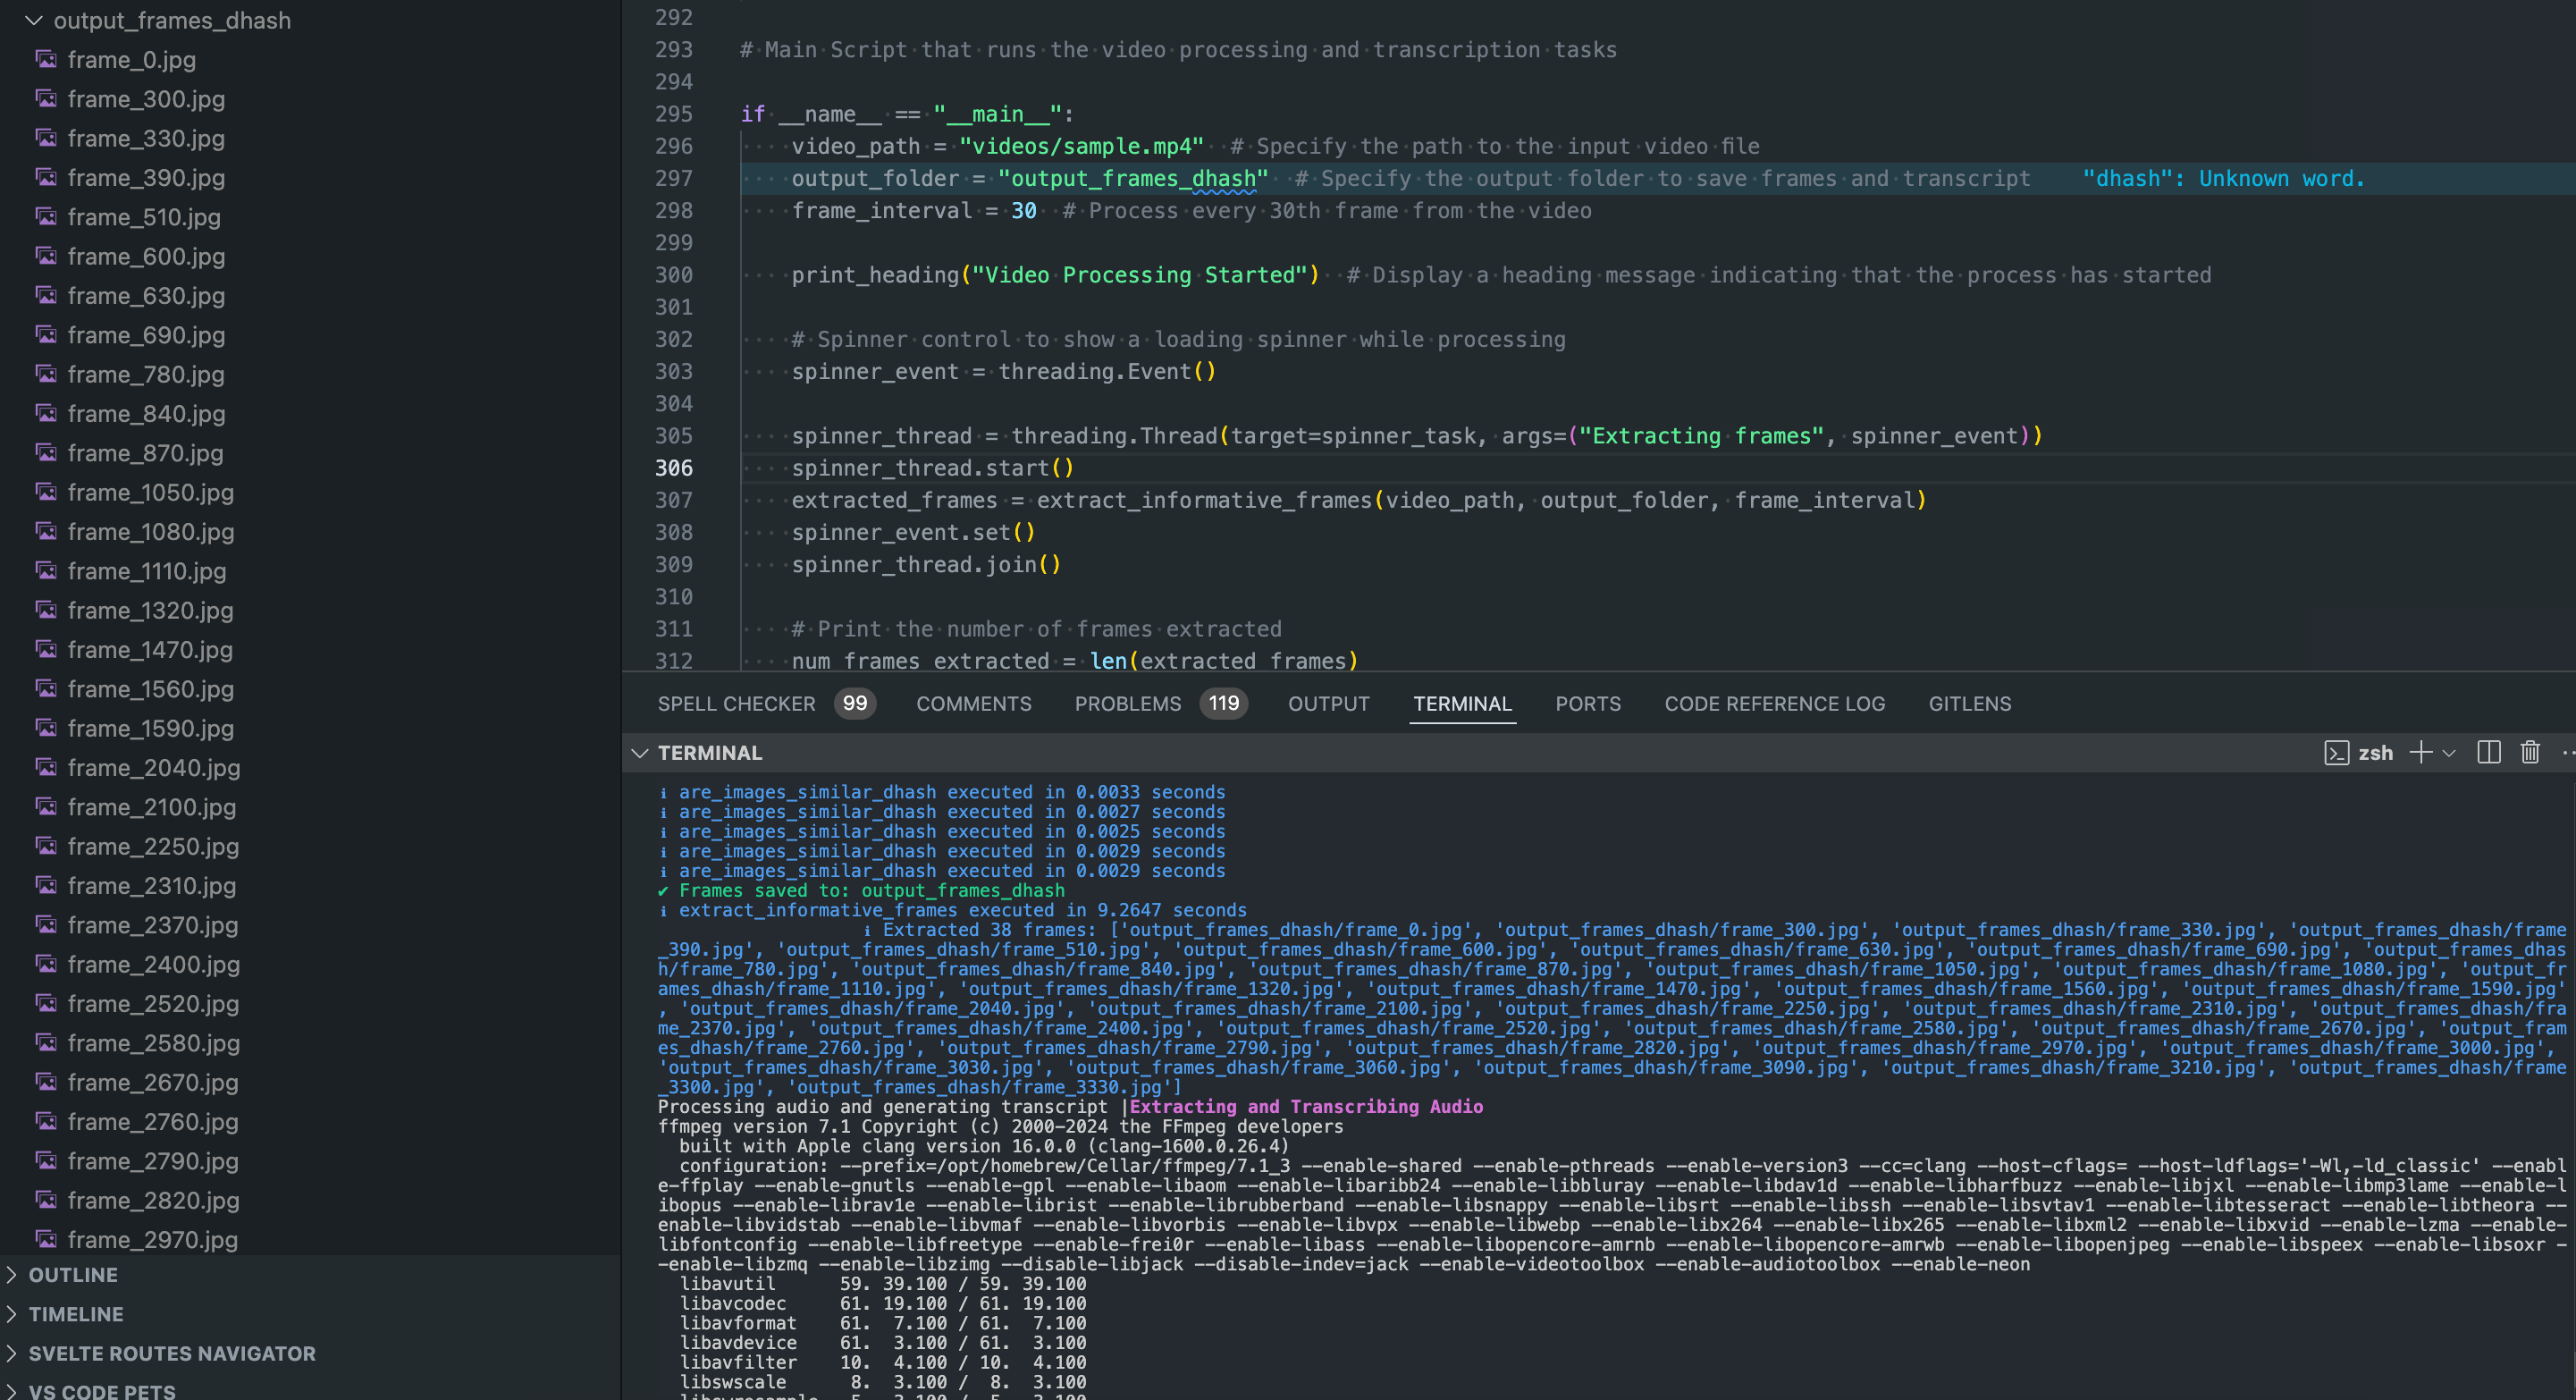 output_frames_dhash
frame_0.jpg
frame_300.jpg
frame_330.jpg
frame_390.jpg
frame_510.jpg
frame_600.jpg
frame_630.jpg
frame_690.jpg
frame_780.jpg
frame_840.jpg
frame_870.jpg
frame_1050.jpg
frame_1080.jpg
frame_1110.jpg
frame_1320.jpg
frame_1470.jpg
frame_1560.jpg
frame_1590.jpg
frame_2040.jpg
frame_2100.jpg
frame_2250.jpg
frame_2310.jpg
frame_2370.jpg
frame_2400.jpg
frame_2520.jpg
frame_2580.jpg
frame_2670.jpg
frame_2760.jpg
frame_2790.jpg
frame_2820.jpg
frame_2970.jpg
OUTLINE
TIMELINE
SVELTE ROUTES NAVIGATOR
VS CODE PETS
292
293 # Main Script that runs the video processing and transcription tasks
294
295 if __name__ == "__main__":
296 video_path = "videos/sample.mp4" # Specify the path to the input video file
297 output_folder = "output_frames_dhash" # Specify the output folder to save frames and transcript "dhash": Unknown word.
298 frame_interval = 30 # Process every 30th frame from the video
299
300 print_heading("Video Processing Started") # Display a heading message indicating that the process has started
301
302 # Spinner control to show a loading spinner while processing
303 spinner_event = threading.Event()
304
305 spinner_thread = threading.Thread(target=spinner_task, args=("Extracting frames", spinner_event))
306 spinner_thread.start()
307 extracted_frames = extract_informative_frames(video_path, output_folder, frame_interval)
308 spinner_event.set()
309 spinner_thread.join()
310
311 # Print the number of frames extracted
312 num_frames_extracted = len(extracted_frames)
SPELL CHECKER 99 COMMENTS PROBLEMS 119 OUTPUT TERMINAL PORTS CODE REFERENCE LOG GITLENS
TERMINAL zsh
ℹ are_images_similar_dhash executed in 0.0033 seconds
ℹ are_images_similar_dhash executed in 0.0027 seconds
ℹ are_images_similar_dhash executed in 0.0025 seconds
ℹ are_images_similar_dhash executed in 0.0029 seconds
ℹ are_images_similar_dhash executed in 0.0029 seconds
✔ Frames saved to: output_frames_dhash
ℹ extract_informative_frames executed in 9.2647 seconds
ℹ Extracted 38 frames: ['output_frames_dhash/frame_0.jpg', 'output_frames_dhash/frame_300.jpg', 'output_frames_dhash/frame_330.jpg', 'output_frames_dhash/frame
_390.jpg', 'output_frames_dhash/frame_510.jpg', 'output_frames_dhash/frame_600.jpg', 'output_frames_dhash/frame_630.jpg', 'output_frames_dhash/frame_690.jpg', 'output_frames_dhas
h/frame_780.jpg', 'output_frames_dhash/frame_840.jpg', 'output_frames_dhash/frame_870.jpg', 'output_frames_dhash/frame_1050.jpg', 'output_frames_dhash/frame_1080.jpg', 'output_fr
ames_dhash/frame_1110.jpg', 'output_frames_dhash/frame_1320.jpg', 'output_frames_dhash/frame_1470.jpg', 'output_frames_dhash/frame_1560.jpg', 'output_frames_dhash/frame_1590.jpg'
, 'output_frames_dhash/frame_2040.jpg', 'output_frames_dhash/frame_2100.jpg', 'output_frames_dhash/frame_2250.jpg', 'output_frames_dhash/frame_2310.jpg', 'output_frames_dhash/fra
me_2370.jpg', 'output_frames_dhash/frame_2400.jpg', 'output_frames_dhash/frame_2520.jpg', 'output_frames_dhash/frame_2580.jpg', 'output_frames_dhash/frame_2670.jpg', 'output_fram
es_dhash/frame_2760.jpg', 'output_frames_dhash/frame_2790.jpg', 'output_frames_dhash/frame_2820.jpg', 'output_frames_dhash/frame_2970.jpg', 'output_frames_dhash/frame_3000.jpg',
'output_frames_dhash/frame_3030.jpg', 'output_frames_dhash/frame_3060.jpg', 'output_frames_dhash/frame_3090.jpg', 'output_frames_dhash/frame_3210.jpg', 'output_frames_dhash/frame
_3300.jpg', 'output_frames_dhash/frame_3330.jpg']
Processing audio and generating transcript |Extracting and Transcribing Audio
ffmpeg version 7.1 Copyright (c) 2000-2024 the FFmpeg developers
built with Apple clang version 16.0.0 (clang-1600.0.26.4)
configuration: --prefix=/opt/homebrew/Cellar/ffmpeg/7.1_3 --enable-shared --enable-pthreads --enable-version3 --cc=clang --host-cflags= --host-ldflags='-Wl,-ld_classic' --enabl
e-ffplay --enable-gnutls --enable-gpl --enable-libaom --enable-libaribb24 --enable-libbluray --enable-libdav1d --enable-libharfbuzz --enable-libjxl --enable-libmp3lame --enable-l
ibopus --enable-librav1e --enable-librist --enable-librubberband --enable-libsnappy --enable-libsrt --enable-libssh --enable-libsvtav1 --enable-libtesseract --enable-libtheora --
enable-libvidstab --enable-libvmaf --enable-libvorbis --enable-libvpx --enable-libwebp --enable-libx264 --enable-libx265 --enable-libxml2 --enable-libxvid --enable-lzma --enable-
libfontconfig --enable-libfreetype --enable-frei0r --enable-libass --enable-libopencore-amrnb --enable-libopencore-amrwb --enable-libopenjpeg --enable-libspeex --enable-libsoxr -
-enable-libzmq --enable-libzimg --disable-libjack --disable-indev=jack --enable-videotoolbox --enable-audiotoolbox --enable-neon
libavutil 59. 39.100 / 59. 39.100
libavcodec 61. 19.100 / 61. 19.100
libavformat 61. 7.100 / 61. 7.100
libavdevice 61. 3.100 / 61. 3.100
libavfilter 10. 4.100 / 10. 4.100
libswscale 8. 3.100 / 8. 3.100